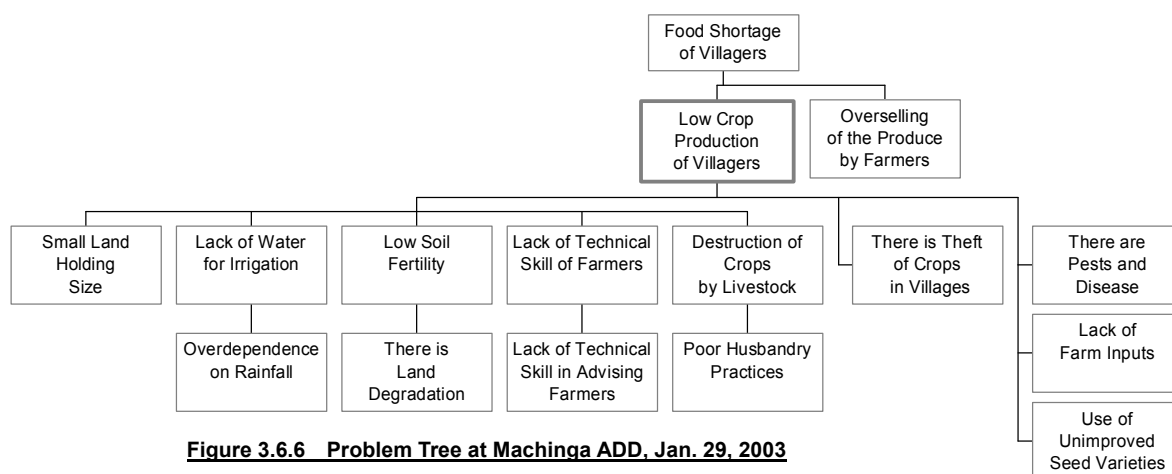 Food Shortage
of Villagers
Low Crop
Production
of Villagers
Overselling
of the Produce
by Farmers
Small Land
Holding
Size
Lack of Water
for Irrigation
Low Soil
Fertility
Lack of Technical
Skill of Farmers
Destruction of
Crops
by Livestock
There is Theft
of Crops
in Villages
There are
Pests and
Disease
Overdependence
on Rainfall
There is
Land
Degradation
Lack of Technical
Skill in Advising
Farmers
Poor Husbandry
Practices
Lack of
Farm Inputs
Use of
Unimproved
Seed Varieties
Figure 3.6.6 Problem Tree at Machinga ADD, Jan. 29, 2003